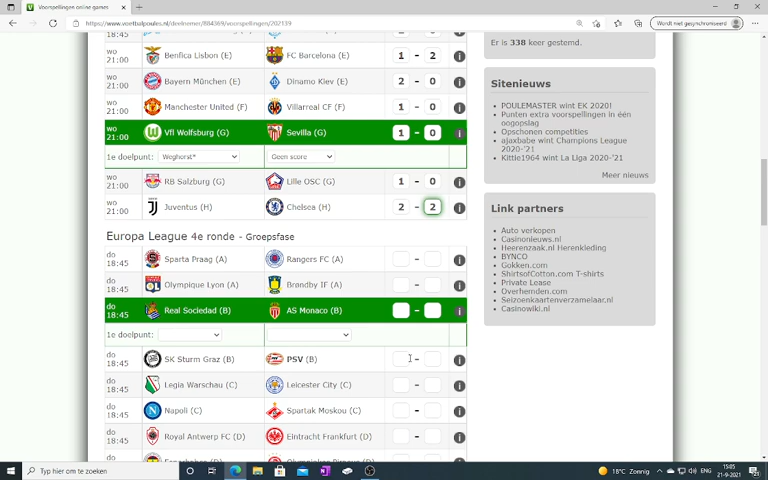 Voorspellingen online games
https://www.voetbalpoules.nl/deelnemer/884369/voorspellingen/202139
Wordt niet gesynchroniseerd
18:45
wo 21:00 Benfica Lisbon (E) FC Barcelona (E) 1 - 2
wo 21:00 Bayern München (E) Dinamo Kiev (E) 2 - 0
wo 21:00 Manchester United (F) Villarreal CF (F) 1 - 0
wo 21:00 Vfl Wolfsburg (G) Sevilla (G) 1 - 0
1e doelpunt: Weghorst* Geen score
wo 21:00 RB Salzburg (G) Lille OSC (G) 1 - 0
wo 21:00 Juventus (H) Chelsea (H) 2 - 2
Europa League 4e ronde - Groepsfase
do 18:45 Sparta Praag (A) Rangers FC (A) -
do 18:45 Olympique Lyon (A) Brøndby IF (A) -
do 18:45 Real Sociedad (B) AS Monaco (B) -
1e doelpunt:
do 18:45 SK Sturm Graz (B) PSV (B) -
do 18:45 Legia Warschau (C) Leicester City (C) -
do 18:45 Napoli (C) Spartak Moskou (C) -
do 18:45 Royal Antwerp FC (D) Eintracht Frankfurt (D) -
do
Er is 338 keer gestemd.
Sitenieuws
POULEMASTER wint EK 2020!
Punten extra voorspellingen in één
oogopslag
Opschonen competities
ajaxbabe wint Champions League
2020-'21
Kittie1964 wint La Liga 2020-'21
Meer nieuws
Link partners
Auto verkopen
Casinonieuws.nl
Heerenzaak.nl Herenkleding
BYNCO
Gokken.com
ShirtsofCotton.com T-shirts
Private Lease
Overhemden.com
Seizoenkaartenverzamelaar.nl
Casinowiki.nl
Typ hier om te zoeken
18°C Zonnig
ENG
15:05
21-9-2021